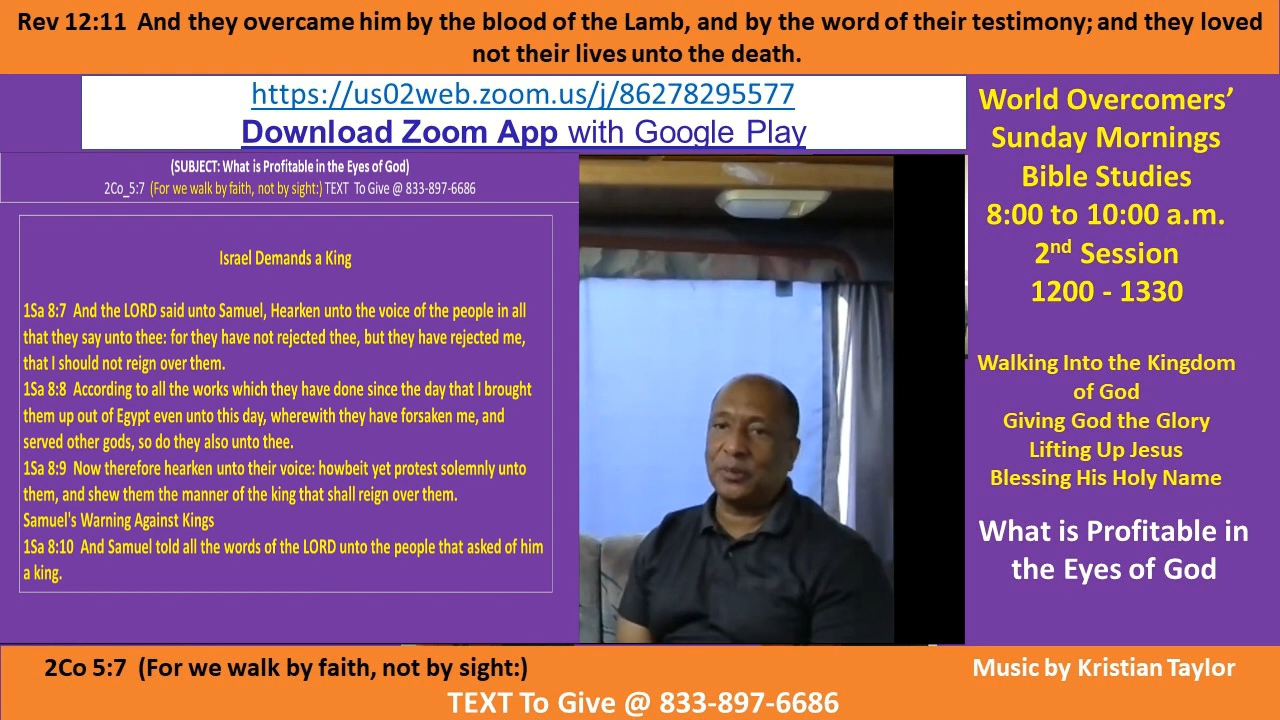 Rev 12:11  And they overcame him by the blood of the Lamb, and by the word of their testimony; and they loved
not their lives unto the death.
https://us02web.zoom.us/j/86278295577
Download Zoom App with Google Play
(SUBJECT: What is Profitable in the Eyes of God)
2Co_5:7  (For we walk by faith, not by sight:) TEXT  To Give @ 833-897-6686
Israel Demands a King
1Sa 8:7  And the LORD said unto Samuel, Hearken unto the voice of the people in all
that they say unto thee: for they have not rejected thee, but they have rejected me,
that I should not reign over them.
1Sa 8:8  According to all the works which they have done since the day that I brought
them up out of Egypt even unto this day, wherewith they have forsaken me, and
served other gods, so do they also unto thee.
1Sa 8:9  Now therefore hearken unto their voice: howbeit yet protest solemnly unto
them, and shew them the manner of the king that shall reign over them.
Samuel's Warning Against Kings
1Sa 8:10  And Samuel told all the words of the LORD unto the people that asked of him
a king.
World Overcomers’
Sunday Mornings
Bible Studies
8:00 to 10:00 a.m.
2nd Session
1200 - 1330
Walking Into the Kingdom
of God
Giving God the Glory
Lifting Up Jesus
Blessing His Holy Name
What is Profitable in
the Eyes of God
2Co 5:7  (For we walk by faith, not by sight:)
Music by Kristian Taylor
TEXT To Give @ 833-897-6686